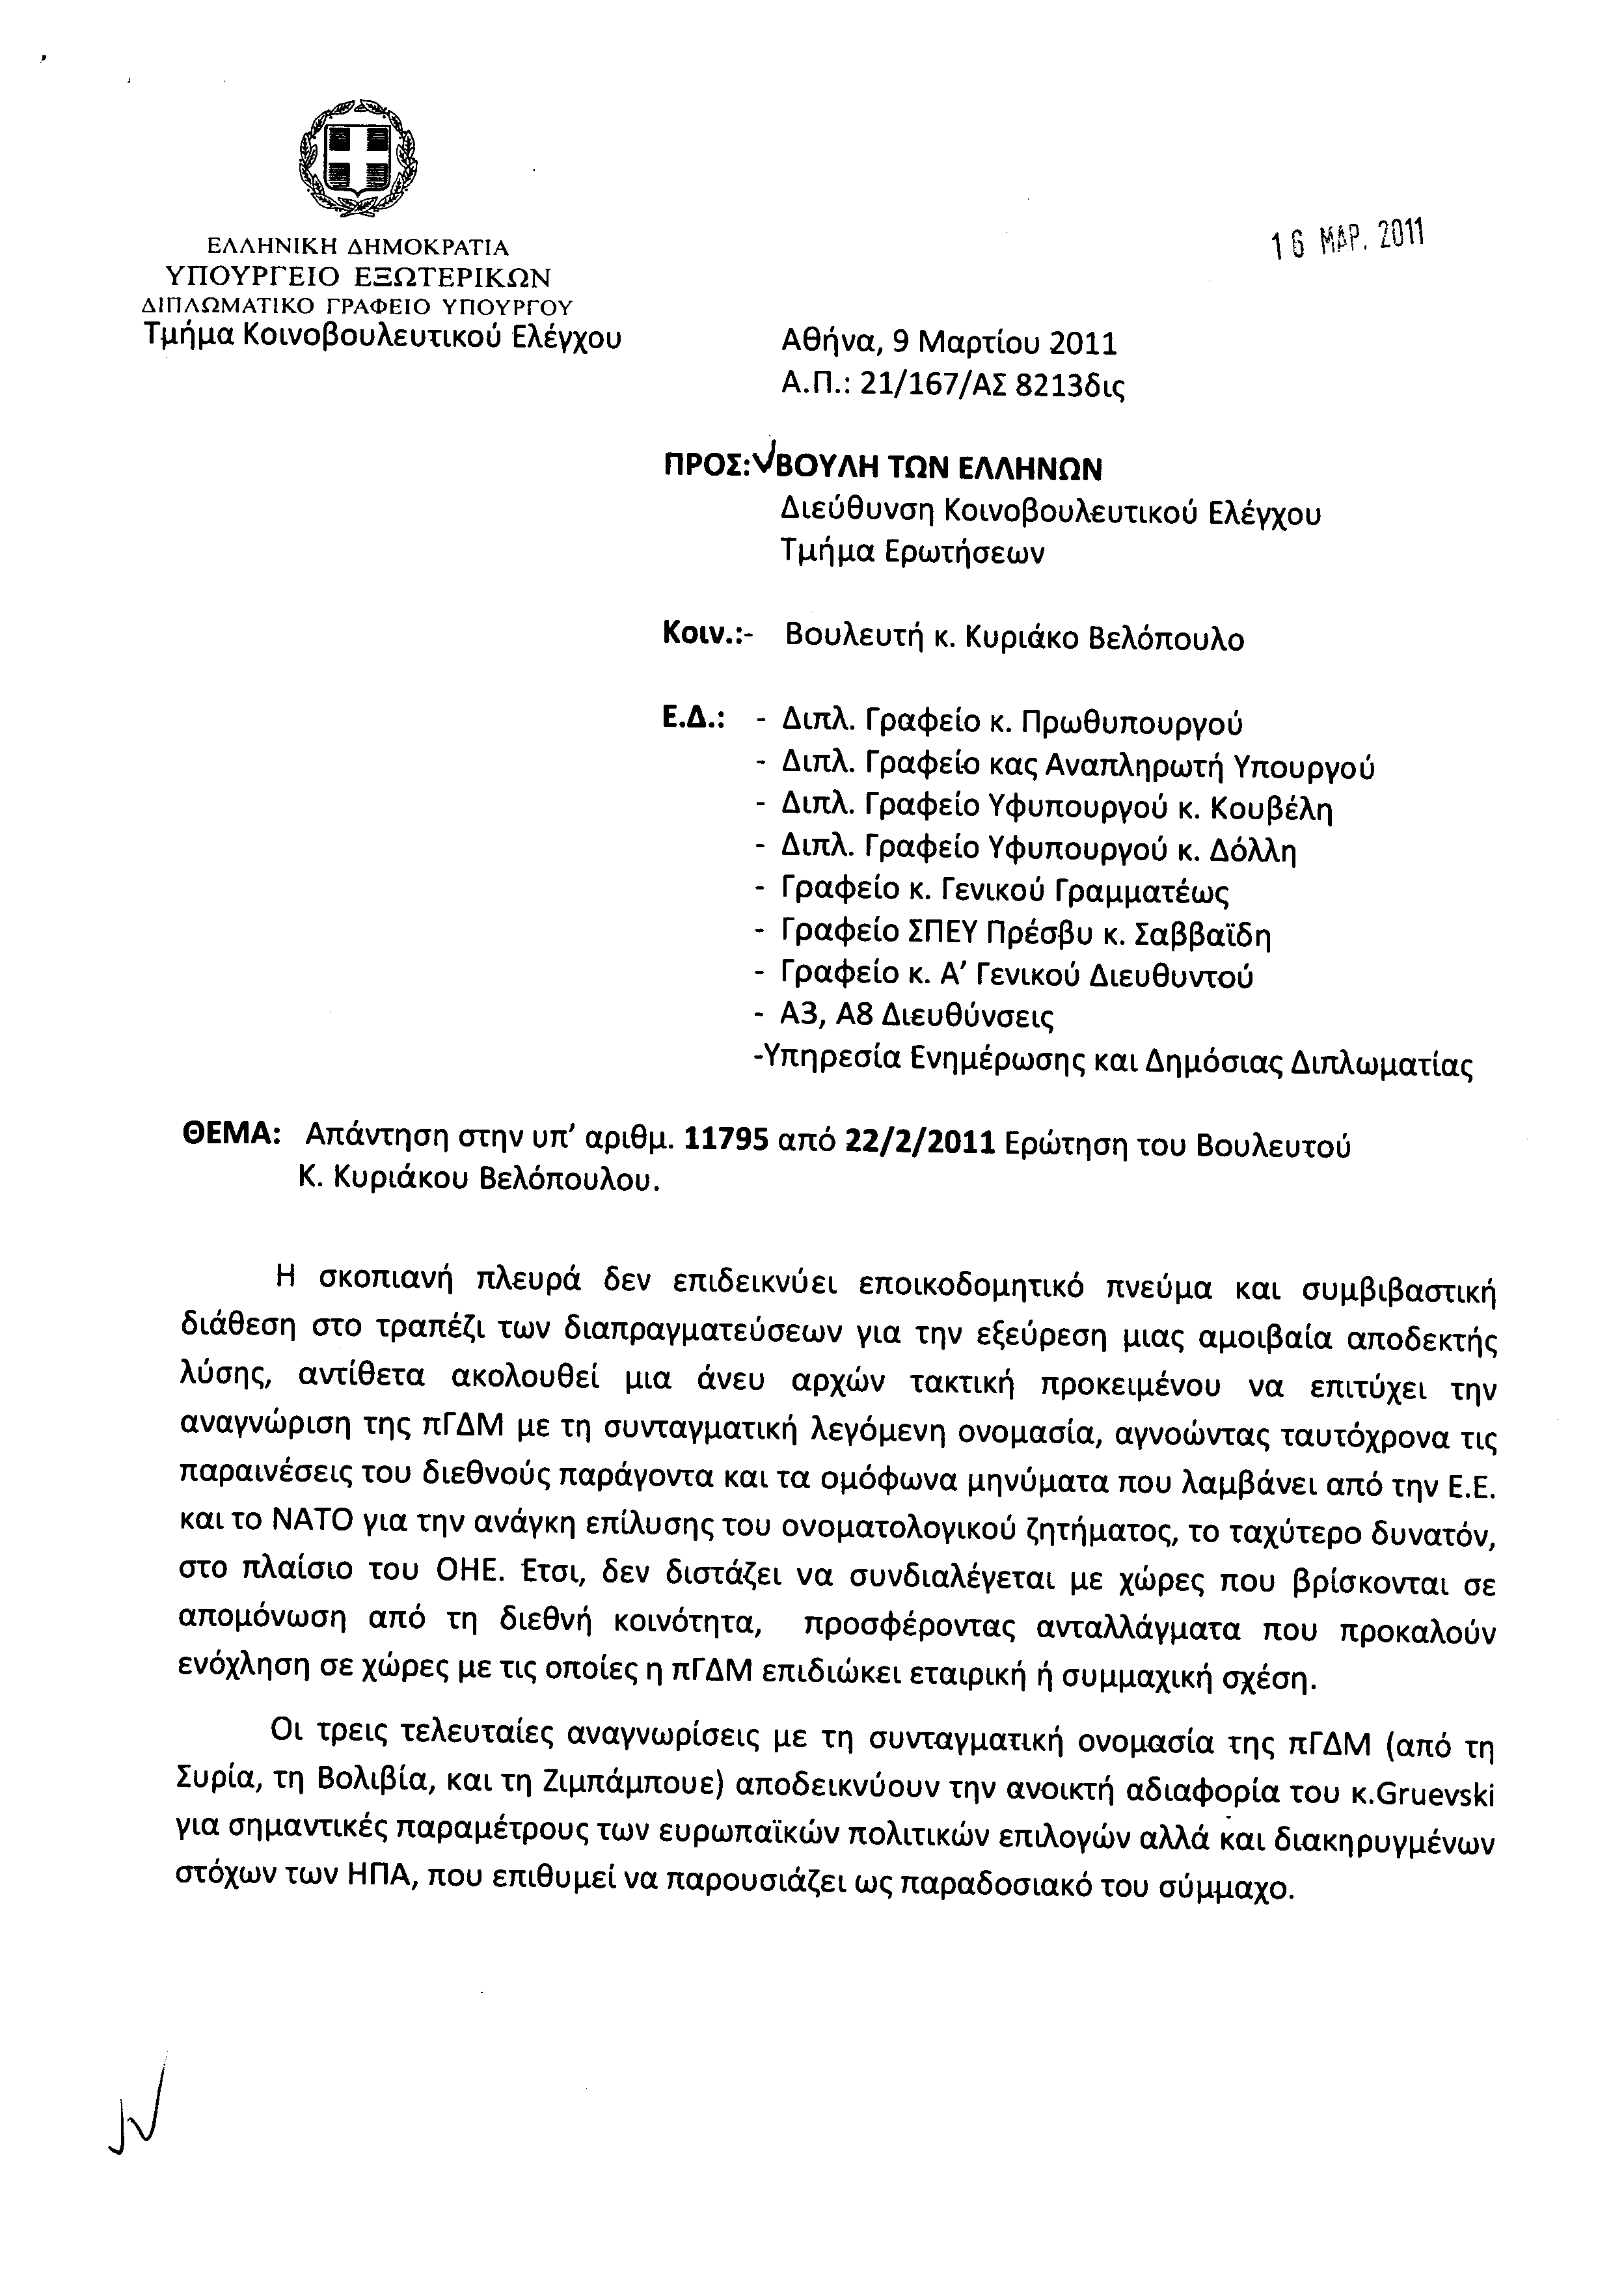 ΕΛΛΗΝΙΚΗ ΔΗΜΟΚΡΑΤΙΑ
ΥΠΟΥΡΓΕΙΟ ΕΞΩΤΕΡΙΚΩΝ
ΔΙΠΛΩΜΑΤΙΚΟ ΓΡΑΦΕΙΟ ΥΠΟΥΡΓΟΥ
Τμήμα Κοινοβουλευτικού Ελέγχου
16 ΜΑΡ. 2011
Αθήνα, 9 Μαρτίου 2011
Α.Π.: 21/167/ΑΣ 8213δις
ΠΡΟΣ: ΒΟΥΛΗ ΤΩΝ ΕΛΛΗΝΩΝ
Διεύθυνση Κοινοβουλευτικού Ελέγχου
Τμήμα Ερωτήσεων
Κοιν.:- Βουλευτή κ. Κυριάκο Βελόπουλο
Ε.Δ.: - Διπλ. Γραφείο κ. Πρωθυπουργού
- Διπλ. Γραφείο κας Αναπληρωτή Υπουργού
- Διπλ. Γραφείο Υφυπουργού κ. Κουβέλη
- Διπλ. Γραφείο Υφυπουργού κ. Δόλλη
- Γραφείο κ. Γενικού Γραμματέως
- Γραφείο ΣΠΕΥ Πρέσβυ κ. Σαββαϊδη
- Γραφείο κ. Α' Γενικού Διευθυντού
- Α3, Α8 Διευθύνσεις
-Υπηρεσία Ενημέρωσης και Δημόσιας Διπλωματίας
ΘΕΜΑ: Απάντηση στην υπ' αριθμ. 11795 από 22/2/2011 Ερώτηση του Βουλευτού
Κ. Κυριάκου Βελόπουλου.
Η σκοπιανή πλευρά δεν επιδεικνύει εποικοδομητικό πνεύμα και συμβιβαστική
διάθεση στο τραπέζι των διαπραγματεύσεων για την εξεύρεση μιας αμοιβαία αποδεκτής
λύσης, αντίθετα ακολουθεί μια άνευ αρχών τακτική προκειμένου να επιτύχει την
αναγνώριση της πΓΔΜ με τη συνταγματική λεγόμενη ονομασία, αγνοώντας ταυτόχρονα τις
παραινέσεις του διεθνούς παράγοντα και τα ομόφωνα μηνύματα που λαμβάνει από την Ε.Ε.
και το ΝΑΤΟ για την ανάγκη επίλυσης του ονοματολογικού ζητήματος, το ταχύτερο δυνατόν,
στο πλαίσιο του ΟΗΕ. Ετσι, δεν διστάζει να συνδιαλέγεται με χώρες που βρίσκονται σε
απομόνωση από τη διεθνή κοινότητα, προσφέροντας ανταλλάγματα που προκαλούν
ενόχληση σε χώρες με τις οποίες η πΓΔΜ επιδιώκει εταιρική ή συμμαχική σχέση.
Οι τρεις τελευταίες αναγνωρίσεις με τη συνταγματική ονομασία της πΓΔΜ (από τη
Συρία, τη Βολιβία, και τη Ζιμπάμπουε) αποδεικνύουν την ανοικτή αδιαφορία του κ.Gruevski
για σημαντικές παραμέτρους των ευρωπαϊκών πολιτικών επιλογών αλλά και διακηρυγμένων
στόχων των ΗΠΑ, που επιθυμεί να παρουσιάζει ως παραδοσιακό του σύμμαχο.